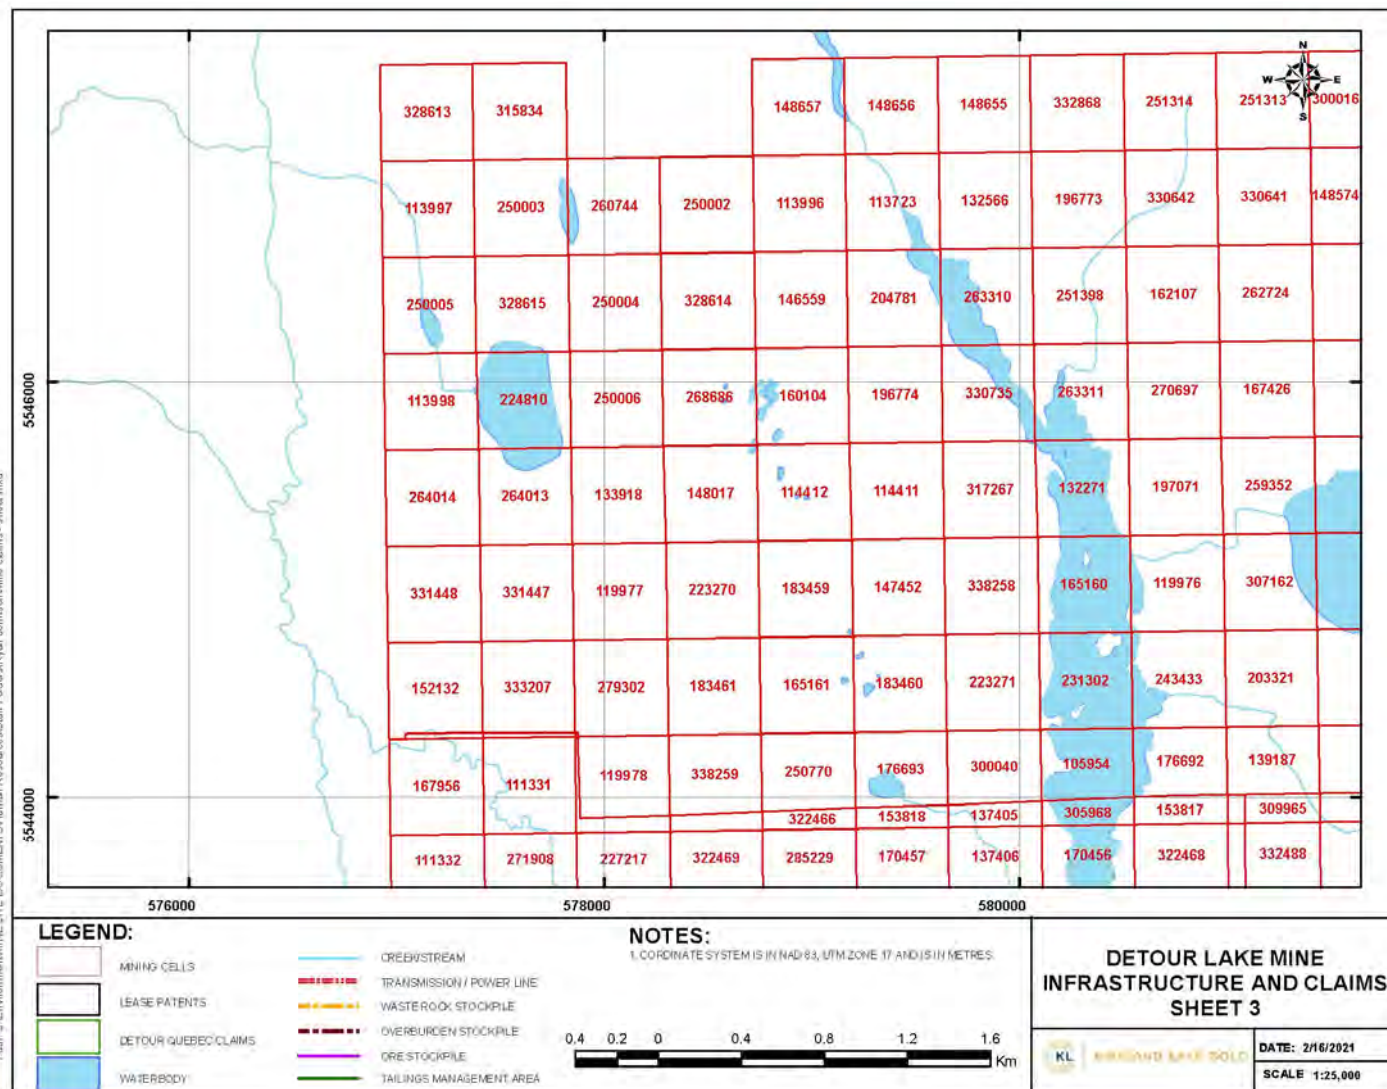 N
W E
S
328613 315834 148657 148656 148655 332868 251314 251313 300016
113997 250003 260744 250002 113996 113723 132566 196773 330642 330641 148574
250005 328615 250004 328614 146559 204781 263310 251398 162107 262724
5546000
113998 224810 250006 268686 160104 196774 330735 263311 270697 167426
264014 264013 133918 148017 114412 114411 317267 132271 197071 259352
331448 331447 119977 223270 183459 147452 338258 165160 119976 307162
152132 333207 279302 183461 165161 183460 223271 231302 243433 203321
167956 111331 119978 338259 250770 176693 300040 105954 176692 139187
5544000
322466 153818 137405 305968 153817 309965
111332 271908 227217 322469 285229 170457 137406 170456 322468 332488
576000 578000 580000
LEGEND:
MINING CELLS
LEASE PATENTS
DETOUR QUEBEC CLAIMS
WATERBODY
CREEK/STREAM
TRANSMISSION / POWER LINE
WASTE ROCK STOCKPILE
OVERBURDEN STOCKPILE
ORE STOCKPILE
TAILINGS MANAGEMENT AREA
NOTES:
1. CORDINATE SYSTEM IS IN NAD 83, UTM ZONE 17 AND IS IN METRES.
0.4 0.2 0 0.4 0.8 1.2 1.6
Km
DETOUR LAKE MINE
INFRASTRUCTURE AND CLAIMS
SHEET 3
KL KIRKLAND LAKE GOLD
DATE: 2/16/2021
SCALE 1:25,000